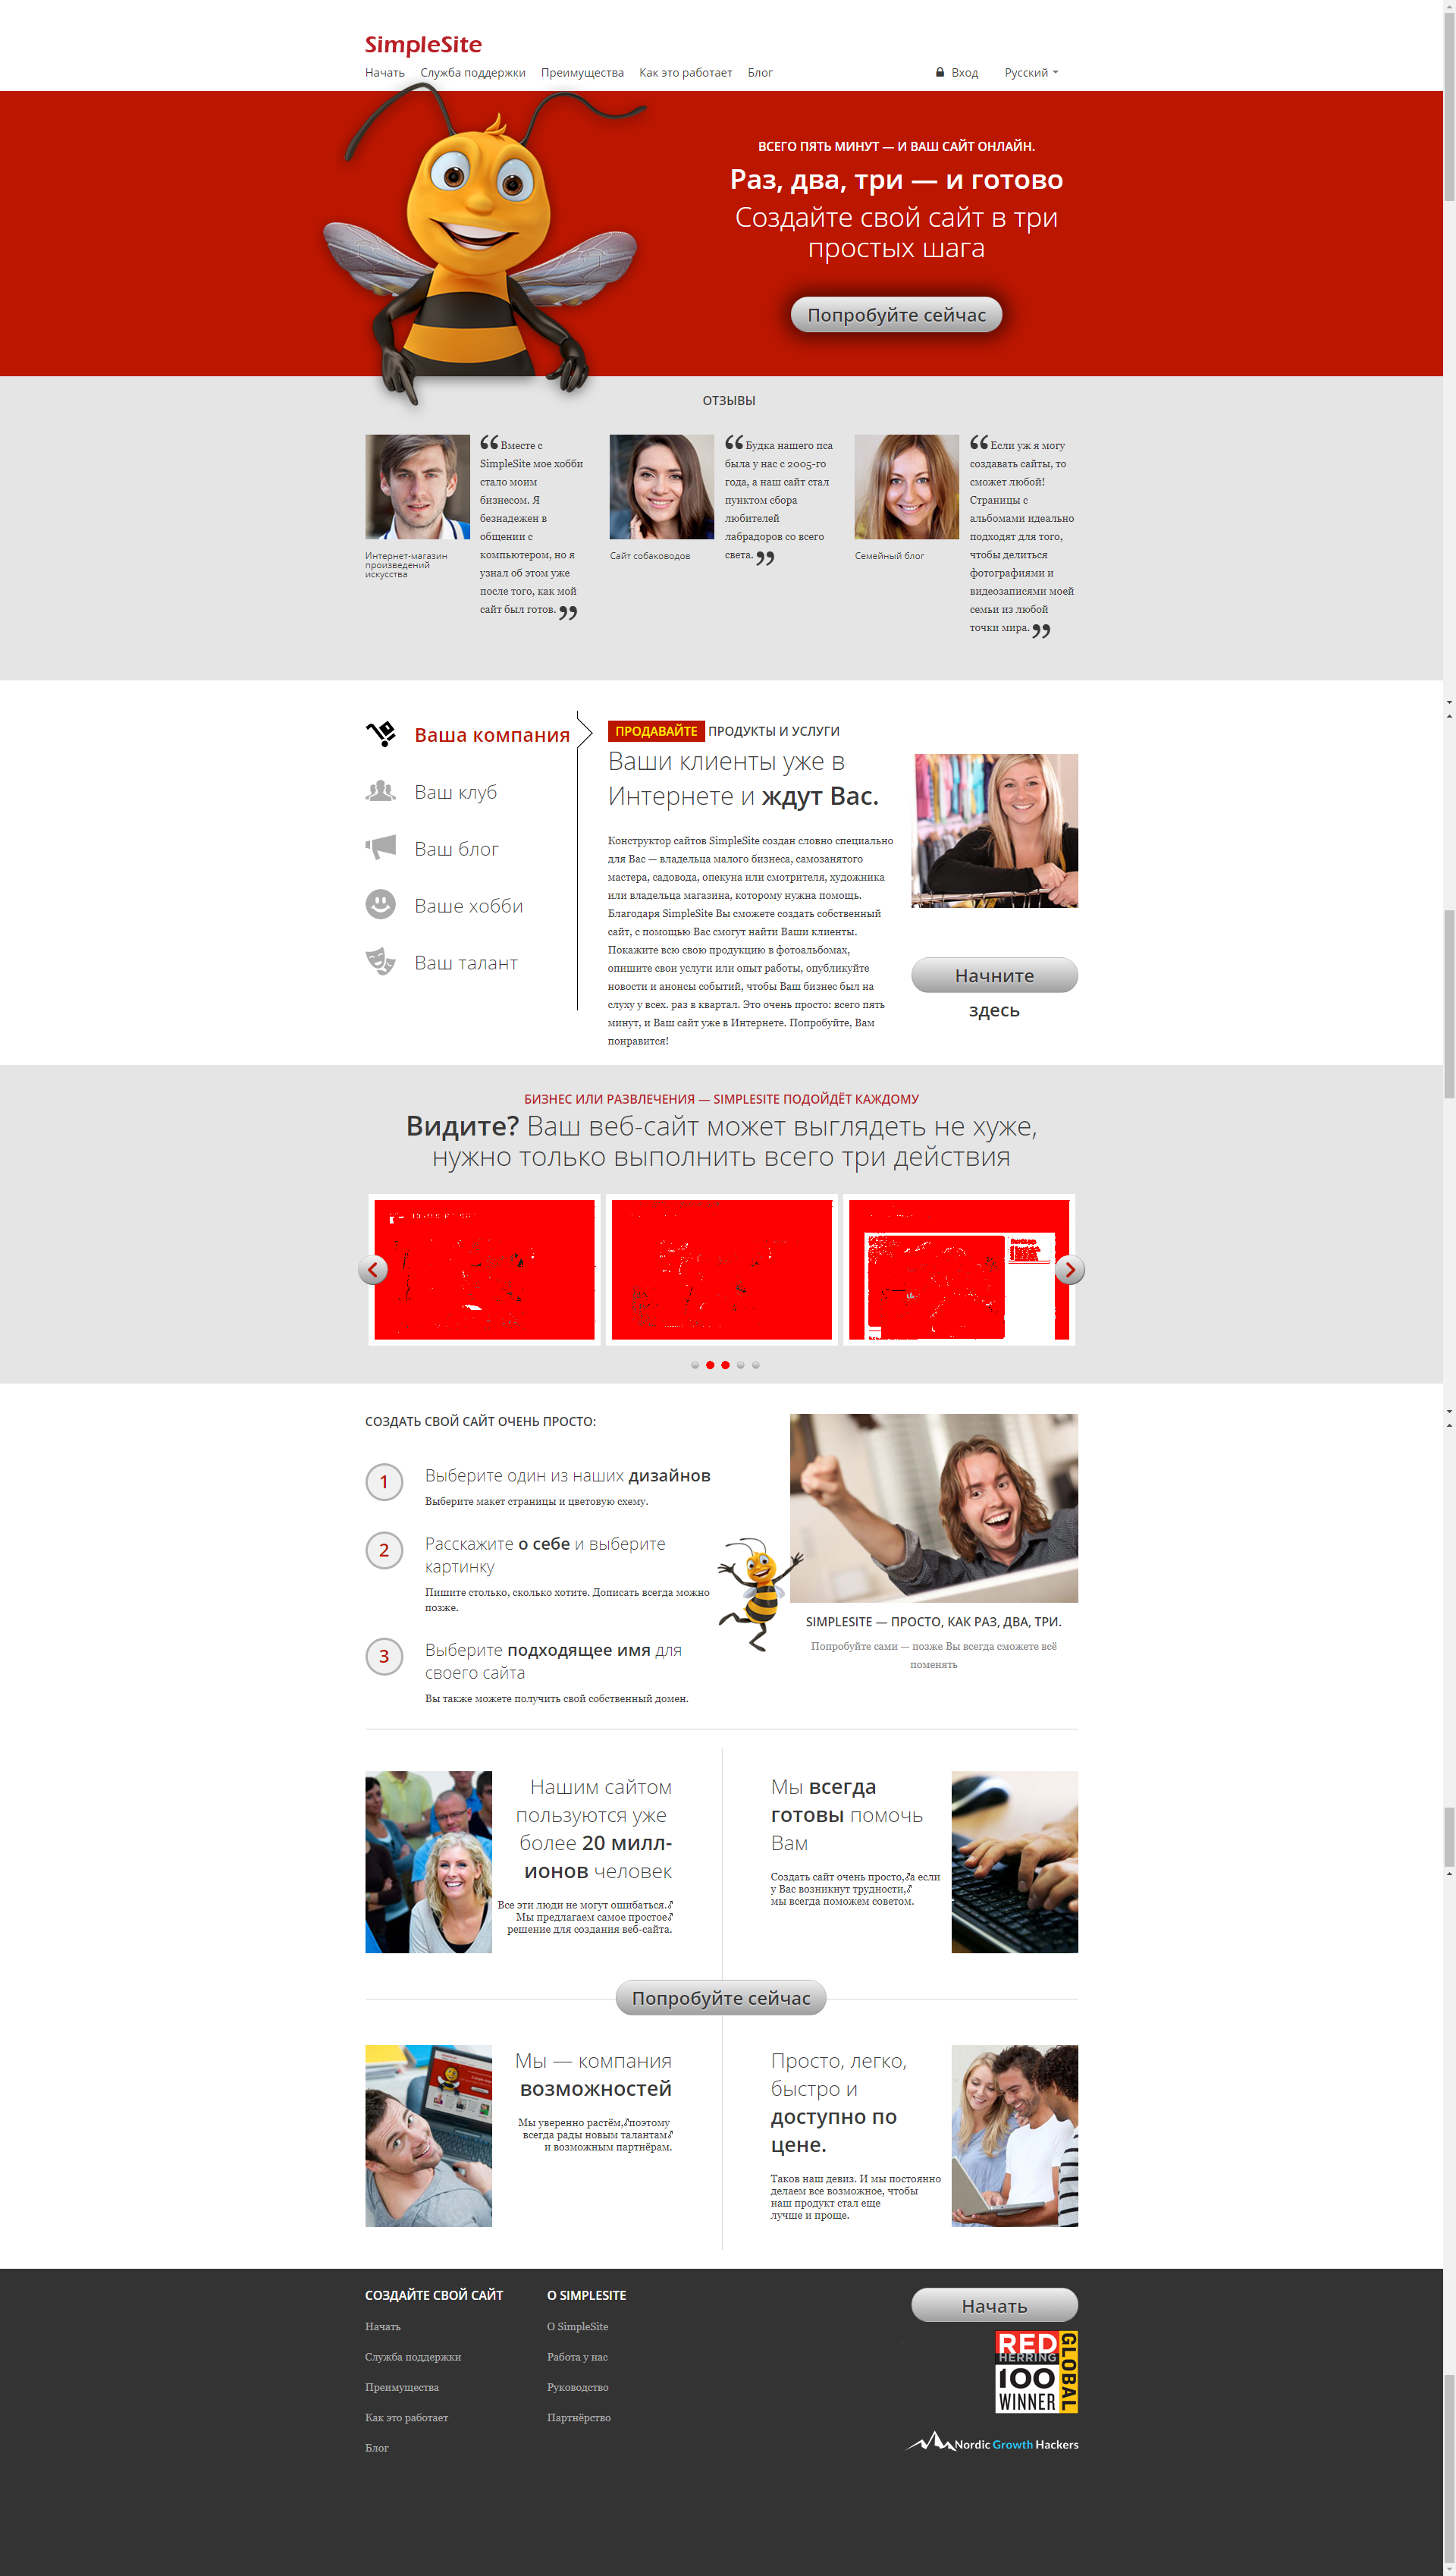 SimpleSite
Начать Служба поддержки Преимущества Как это работает Блог Вход Русский
ВСЕГО ПЯТЬ МИНУТ — И ВАШ САЙТ ОНЛАЙН.
Раз, два, три — и готово
Создайте свой сайт в три
простых шага
Попробуйте сейчас
ОТЗЫВЫ
“ Вместе с
SimpleSite мое хобби
стало моим
бизнесом. Я
безнадежен в
общении с
компьютером, но я
узнал об этом уже
после того, как мой
сайт был готов. ”
Интернет-магазин
произведений
искусства
“ Будка нашего пса
была у нас с 2005-го
года, а наш сайт стал
пунктом сбора
любителей
лабрадоров со всего
света. ”
Сайт собаководов
“ Если уж я могу
создавать сайты, то
сможет любой!
Страницы с
альбомами идеально
подходят для того,
чтобы делиться
фотографиями и
видеозаписями моей
семьи из любой
точки мира. ”
Семейный блог
Ваша компания
Ваш клуб
Ваш блог
Ваше хобби
Ваш талант
ПРОДАВАЙТЕ ПРОДУКТЫ И УСЛУГИ
Ваши клиенты уже в
Интернете и ждут Вас.
Конструктор сайтов SimpleSite создан словно специально
для Вас — владельца малого бизнеса, самозанятого
мастера, садовода, опекуна или смотрителя, художника
или владельца магазина, которому нужна помощь.
Благодаря SimpleSite Вы сможете создать собственный
сайт, с помощью Вас смогут найти Ваши клиенты.
Покажите всю свою продукцию в фотоальбомах,
опишите свои услуги или опыт работы, опубликуйте
новости и анонсы событий, чтобы Ваш бизнес был на
слуху у всех. раз в квартал. Это очень просто: всего пять
минут, и Ваш сайт уже в Интернете. Попробуйте, Вам
понравится!
Начните
здесь
БИЗНЕС ИЛИ РАЗВЛЕЧЕНИЯ — SIMPLESITE ПОДОЙДЁТ КАЖДОМУ
Видите? Ваш веб-сайт может выглядеть не хуже,
нужно только выполнить всего три действия
СОЗДАТЬ СВОЙ САЙТ ОЧЕНЬ ПРОСТО:
1 Выберите один из наших дизайнов
Выберите макет страницы и цветовую схему.
2 Расскажите о себе и выберите
картинку
Пишите столько, сколько хотите. Дописать всегда можно
позже.
3 Выберите подходящее имя для
своего сайта
Вы также можете получить свой собственный домен.
SIMPLESITE — ПРОСТО, КАК РАЗ, ДВА, ТРИ.
Попробуйте сами — позже Вы всегда сможете всё
поменять
Нашим сайтом
пользуются уже
более 20 милл-
ионов человек
Все эти люди не могут ошибаться.
Мы предлагаем самое простое
решение для создания веб-сайта.
Мы всегда
готовы помочь
Вам
Создать сайт очень просто, а если
у Вас возникнут трудности,
мы всегда поможем советом.
Попробуйте сейчас
Мы — компания
возможностей
Мы уверенно растём, поэтому
всегда рады новым талантам
и возможным партнёрам.
Просто, легко,
быстро и
доступно по
цене.
Таков наш девиз. И мы постоянно
делаем все возможное, чтобы
наш продукт стал еще
лучше и проще.
СОЗДАЙТЕ СВОЙ САЙТ
Начать
Служба поддержки
Преимущества
Как это работает
Блог
О SIMPLESITE
О SimpleSite
Работа у нас
Руководство
Партнёрство
Начать
RED
HERRING
100
WINNER
GLOBAL
Nordic Growth Hackers